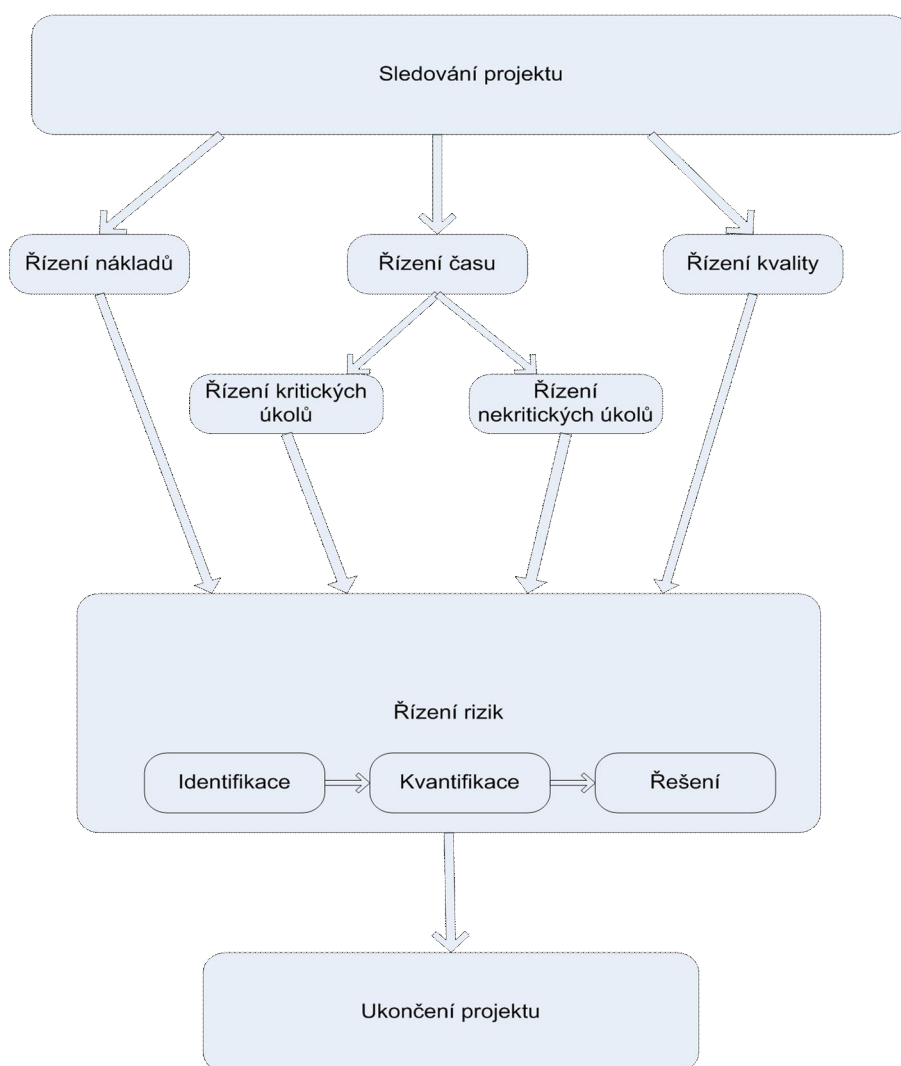 Sledování projektu
Řízení nákladů
Řízení času
Řízení kvality
Řízení kritických
úkolů
Řízení
nekritických úkolů
Řízení rizik
Identifikace
Kvantifikace
Řešení
Ukončení projektu